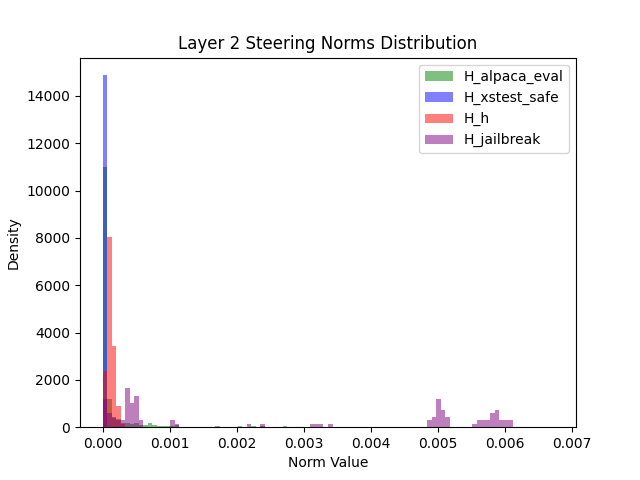 Layer 2 Steering Norms Distribution
H_alpaca_eval
H_xstest_safe
H_h
H_jailbreak
14000
12000
10000
8000
6000
4000
2000
0
Density
0.000 0.001 0.002 0.003 0.004 0.005 0.006 0.007
Norm Value